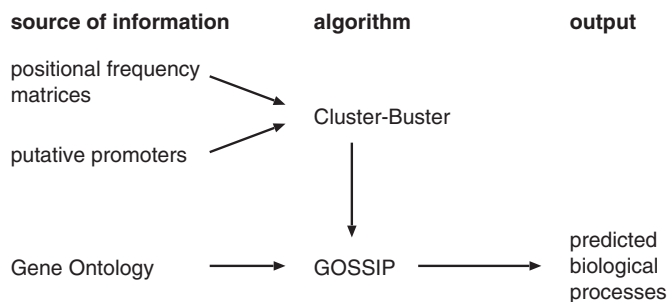 source of information
algorithm
output
positional frequency
matrices
Cluster-Buster
putative promoters
Gene Ontology
GOSSIP
predicted
biological
processes